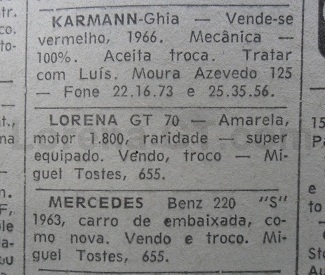 KARMANN-Ghia — Vende-se
vermelho, 1966. Mecânica —
100%. Aceita troca. Tratar
com Luís. Moura Azevedo 125
— Fone 22.16.73 e 25.35.56.
LORENA GT 70 — Amarela,
motor 1.800, raridade — super
equipado. Vendo, troco — Mi-
guel Tostes, 655.
MERCEDES Benz 220 "S"
1963, carro de embaixada, co-
mo nova. Vendo e troco. Mi-
guel Tostes, 655.